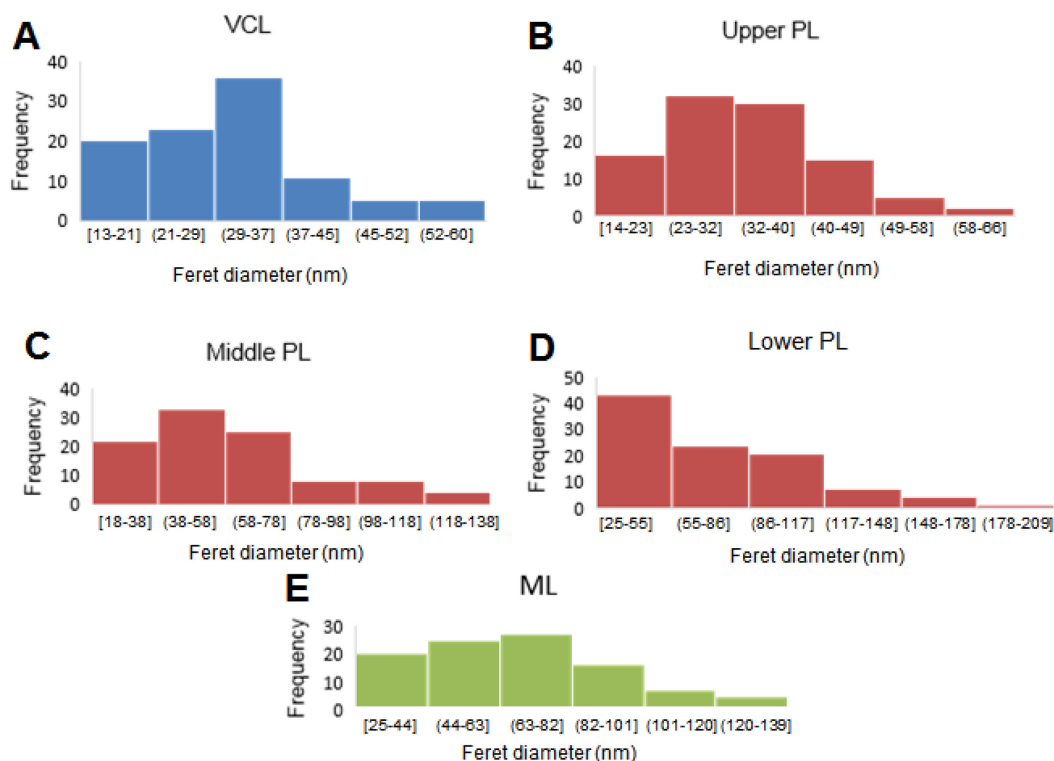 A
VCL
Frequency
40
30
20
10
0
[13-21] (21-29] (29-37] (37-45] (45-52] (52-60]
Feret diameter (nm)
B
Upper PL
Frequency
40
30
20
10
0
[14-23] (23-32] (32-40] (40-49] (49-58] (58-66]
Feret diameter (nm)
C
Middle PL
Frequency
40
30
20
10
0
[18-38] (38-58] (58-78] (78-98] (98-118] (118-138]
Feret diameter (nm)
D
Lower PL
Frequency
50
40
30
20
10
0
[25-55] (55-86] (86-117] (117-148] (148-178] (178-209]
Feret diameter (nm)
E
ML
Frequency
30
20
10
0
[25-44] (44-63] (63-82] (82-101] (101-120] (120-139]
Feret diameter (nm)